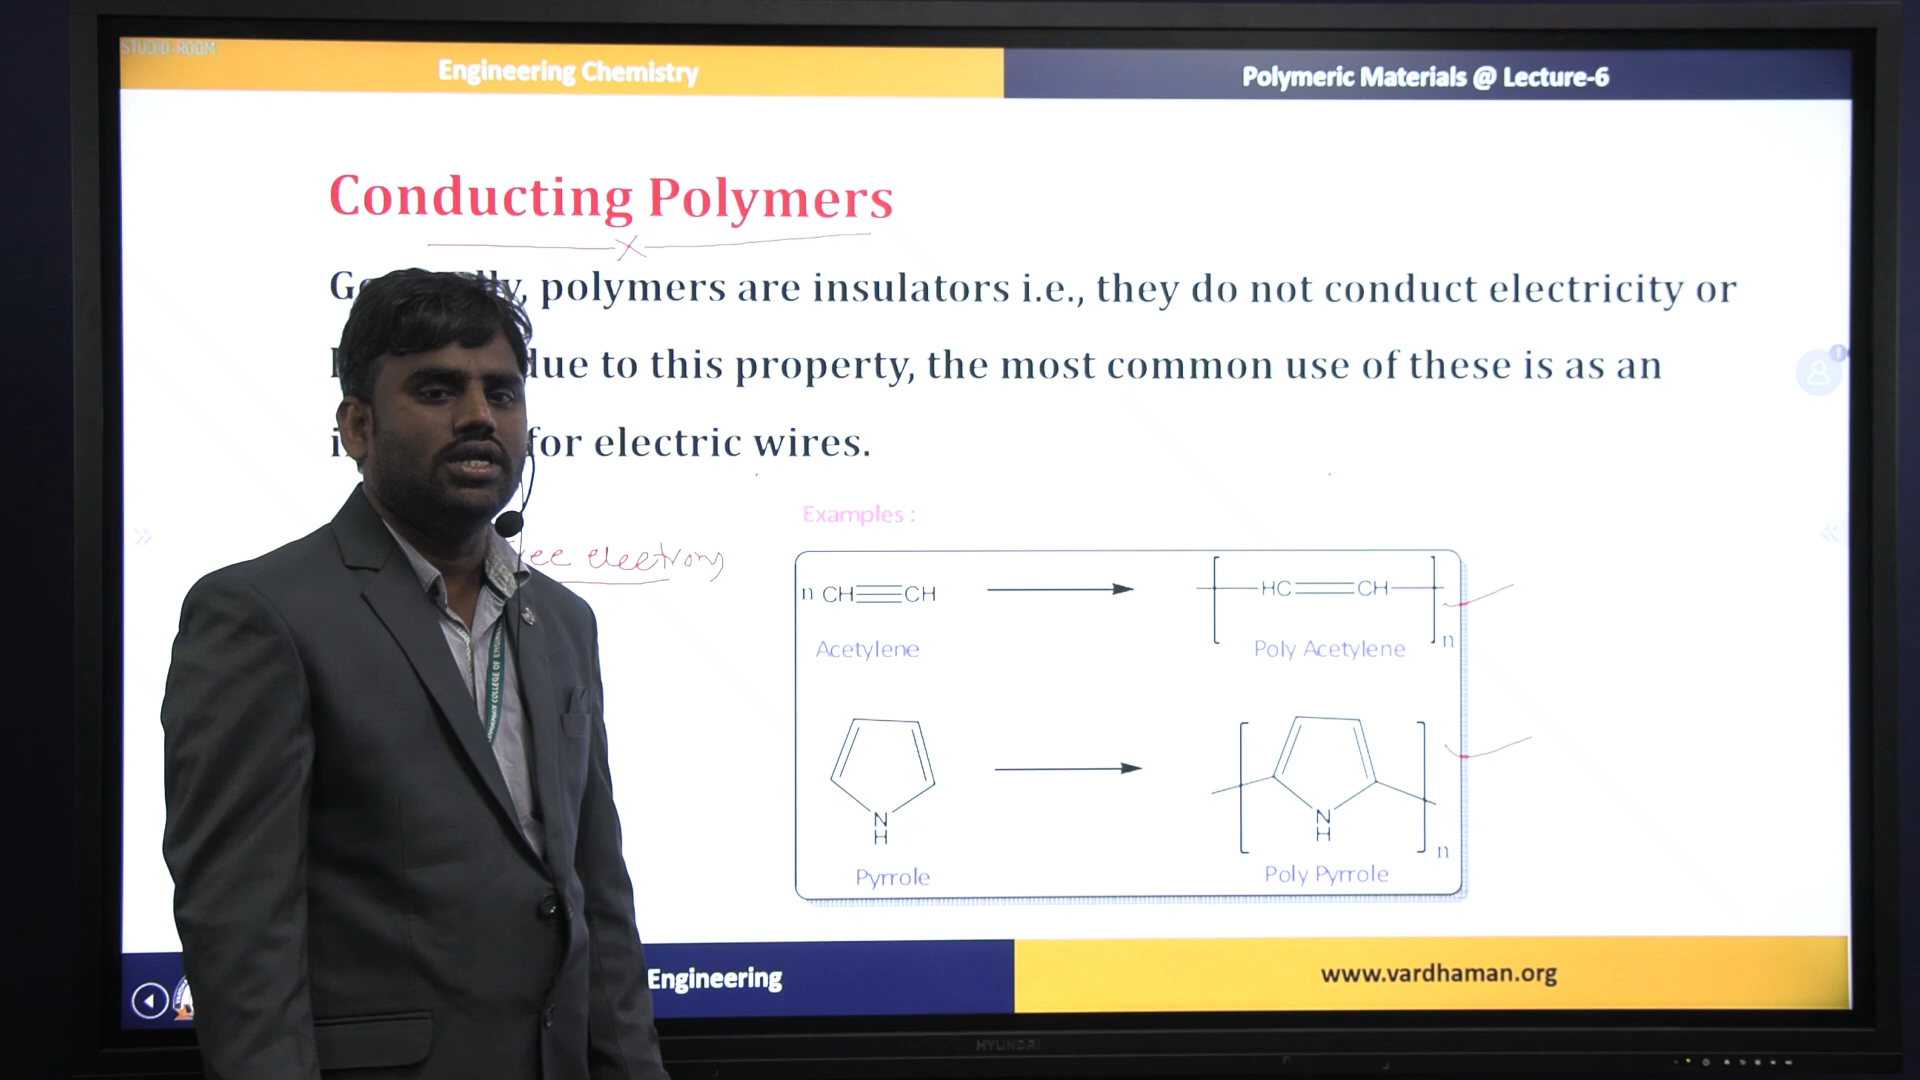 STUDIO-ROOM
Engineering Chemistry
Polymeric Materials @ Lecture-6
Conducting Polymers
polymers are insulators i.e., they do not conduct electricity or
due to this property, the most common use of these is as an
for electric wires.
electrons
Examples :
n CH CH
HC CH
n
Acetylene
Poly Acetylene
N
H
N
H
n
Pyrrole
Poly Pyrrole
Engineering
www.vardhaman.org
HYUNDAI